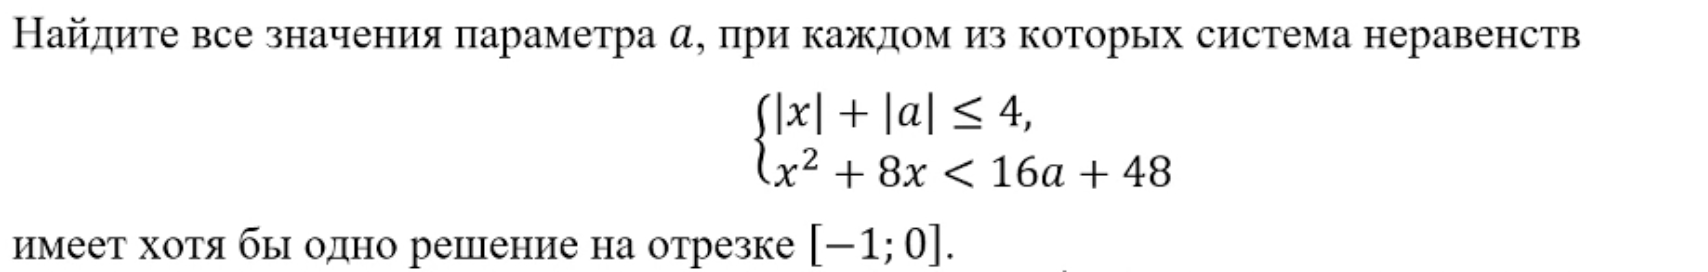 Найдите все значения параметра a, при каждом из которых система неравенств
{|x| + |a| ≤ 4,
x² + 8x < 16a + 48
имеет хотя бы одно решение на отрезке [−1; 0].